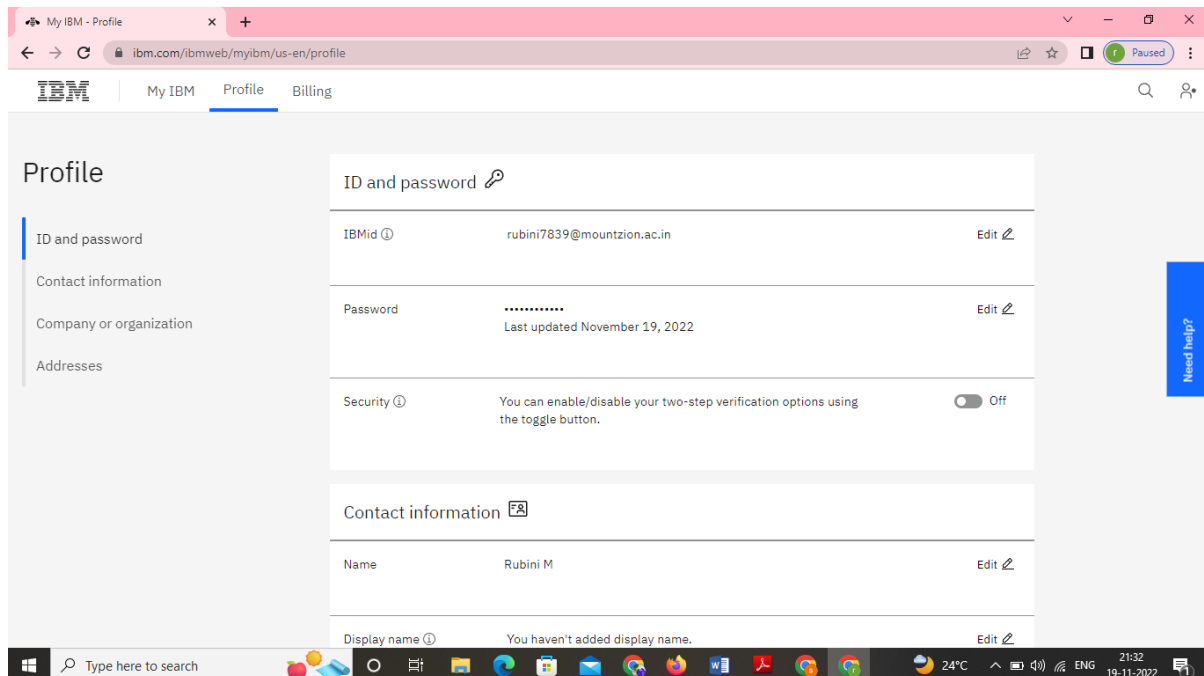 My IBM - Profile
ibm.com/ibmweb/myibm/us-en/profile
r Paused
IBM My IBM Profile Billing
Profile
ID and password
Contact information
Company or organization
Addresses
ID and password
IBMid rubini7839@mountzion.ac.in Edit
Password •••••••••••• Edit
Last updated November 19, 2022
Security You can enable/disable your two-step verification options using Off
the toggle button.
Contact information
Name Rubini M Edit
Display name You haven't added display name. Edit
Need help?
Type here to search
24°C ENG 21:32
19-11-2022